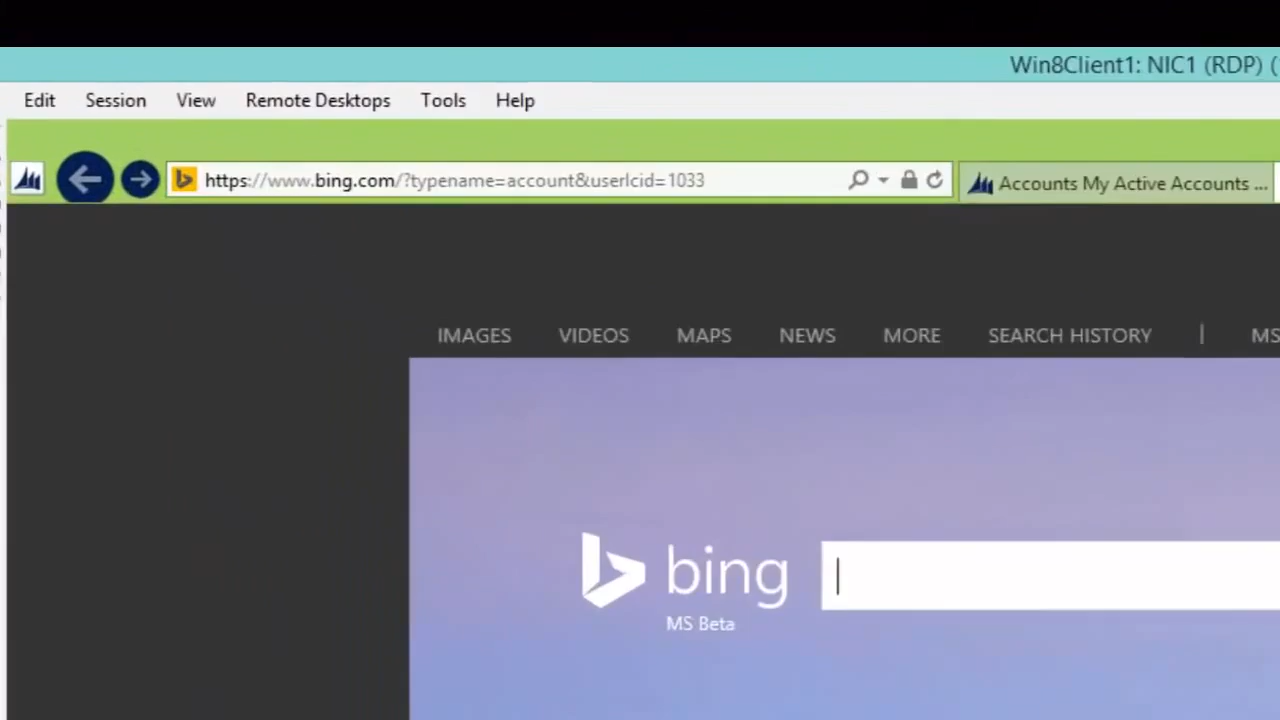 Win8Client1: NIC1 (RDP) (
Edit Session View Remote Desktops Tools Help
https://www.bing.com/?typename=account&userlcid=1033
Accounts My Active Accounts ...
IMAGES VIDEOS MAPS NEWS MORE SEARCH HISTORY | MS
bing
MS Beta